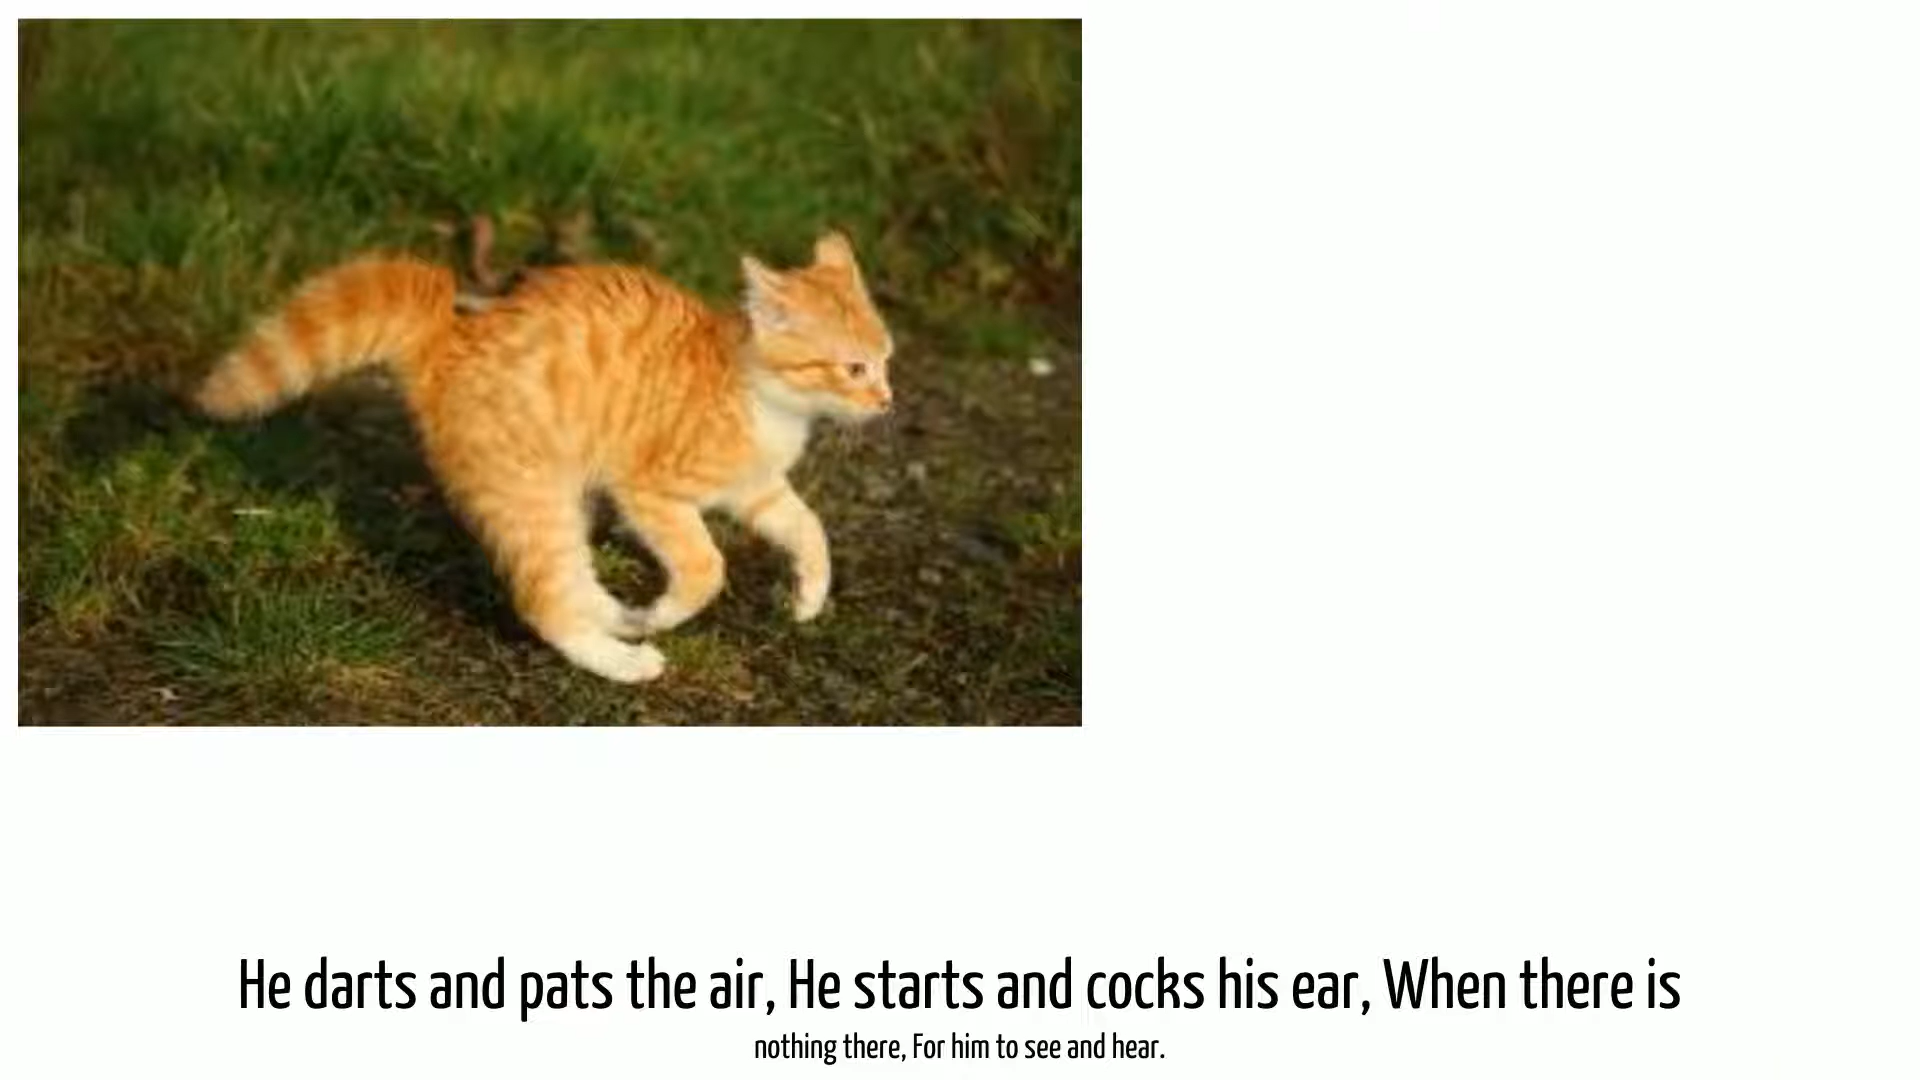 He darts and pats the air, He starts and cocks his ear, When there is
nothing there, For him to see and hear.